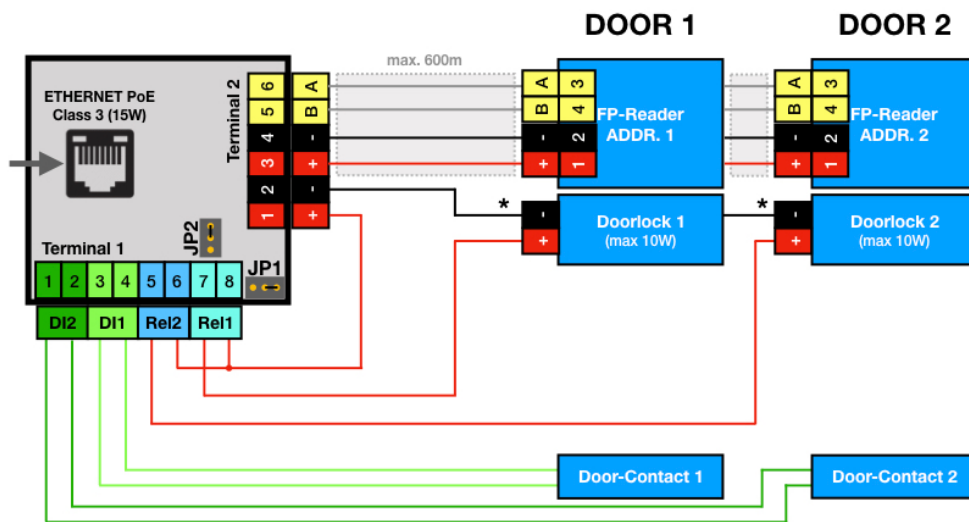 DOOR 1
DOOR 2
max. 600m
ETHERNET PoE
Class 3 (15W)
Terminal 2
6 A
5 B
4 -
3 +
2 -
1 +
A 3
B 4
- 2
+ 1
FP-Reader
ADDR. 1
A 3
B 4
- 2
+ 1
FP-Reader
ADDR. 2
* -
+
Doorlock 1
(max 10W)
* -
+
Doorlock 2
(max 10W)
JP2
Terminal 1
JP1
1 2 3 4 5 6 7 8
DI2 DI1 Rel2 Rel1
Door-Contact 1
Door-Contact 2